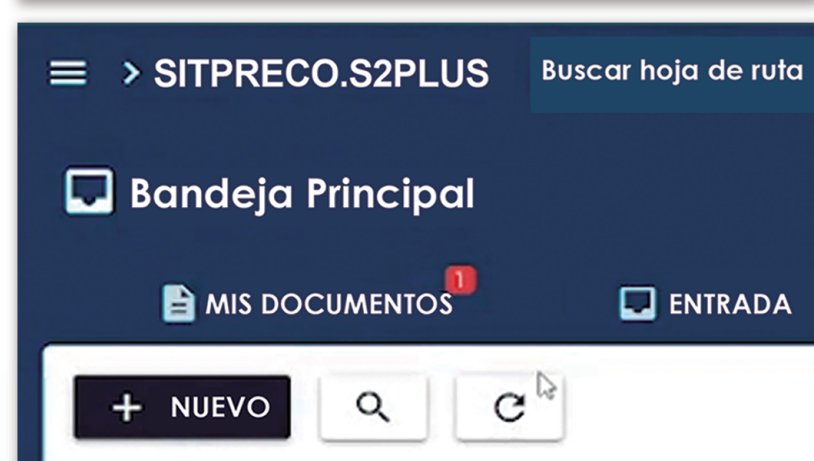 SITPRECO.S2PLUS Buscar hoja de ruta
Bandeja Principal
MIS DOCUMENTOS 1 ENTRADA
+ NUEVO